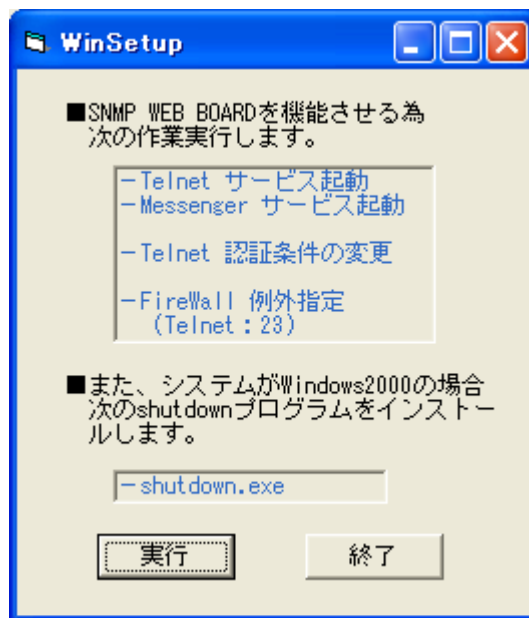 WinSetup
■SNMP WEB BOARDを機能させる為
次の作業実行します。
－Telnet サービス起動
－Messenger サービス起動
－Telnet 認証条件の変更
－FireWall 例外指定
(Telnet：23)
■また、システムがWindows2000の場合
次のshutdownプログラムをインストー
ルします。
－shutdown.exe
実行
終了